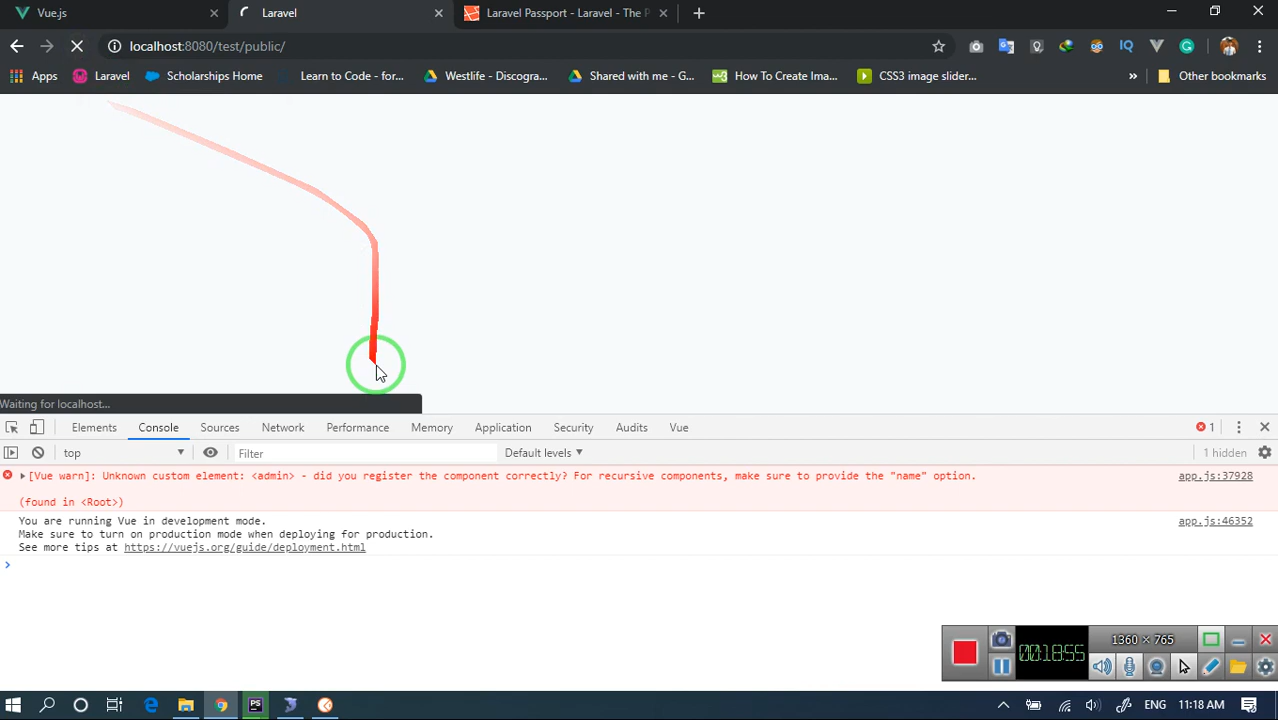 Vue.js
Laravel
Laravel Passport - Laravel - The P
localhost:8080/test/public/
IQ
Apps
Laravel
Scholarships Home
Learn to Code - for...
Westlife - Discogra...
Shared with me - G...
How To Create Ima...
CSS3 image slider...
»
Other bookmarks
Waiting for localhost...
Elements
Console
Sources
Network
Performance
Memory
Application
Security
Audits
Vue
1
top
Filter
Default levels
1 hidden
[Vue warn]: Unknown custom element: <admin> - did you register the component correctly? For recursive components, make sure to provide the "name" option.
app.js:37928
(found in <Root>)
You are running Vue in development mode.
app.js:46352
Make sure to turn on production mode when deploying for production.
See more tips at https://vuejs.org/guide/deployment.html
00:18:55
1360 × 765
PS
ENG
11:18 AM